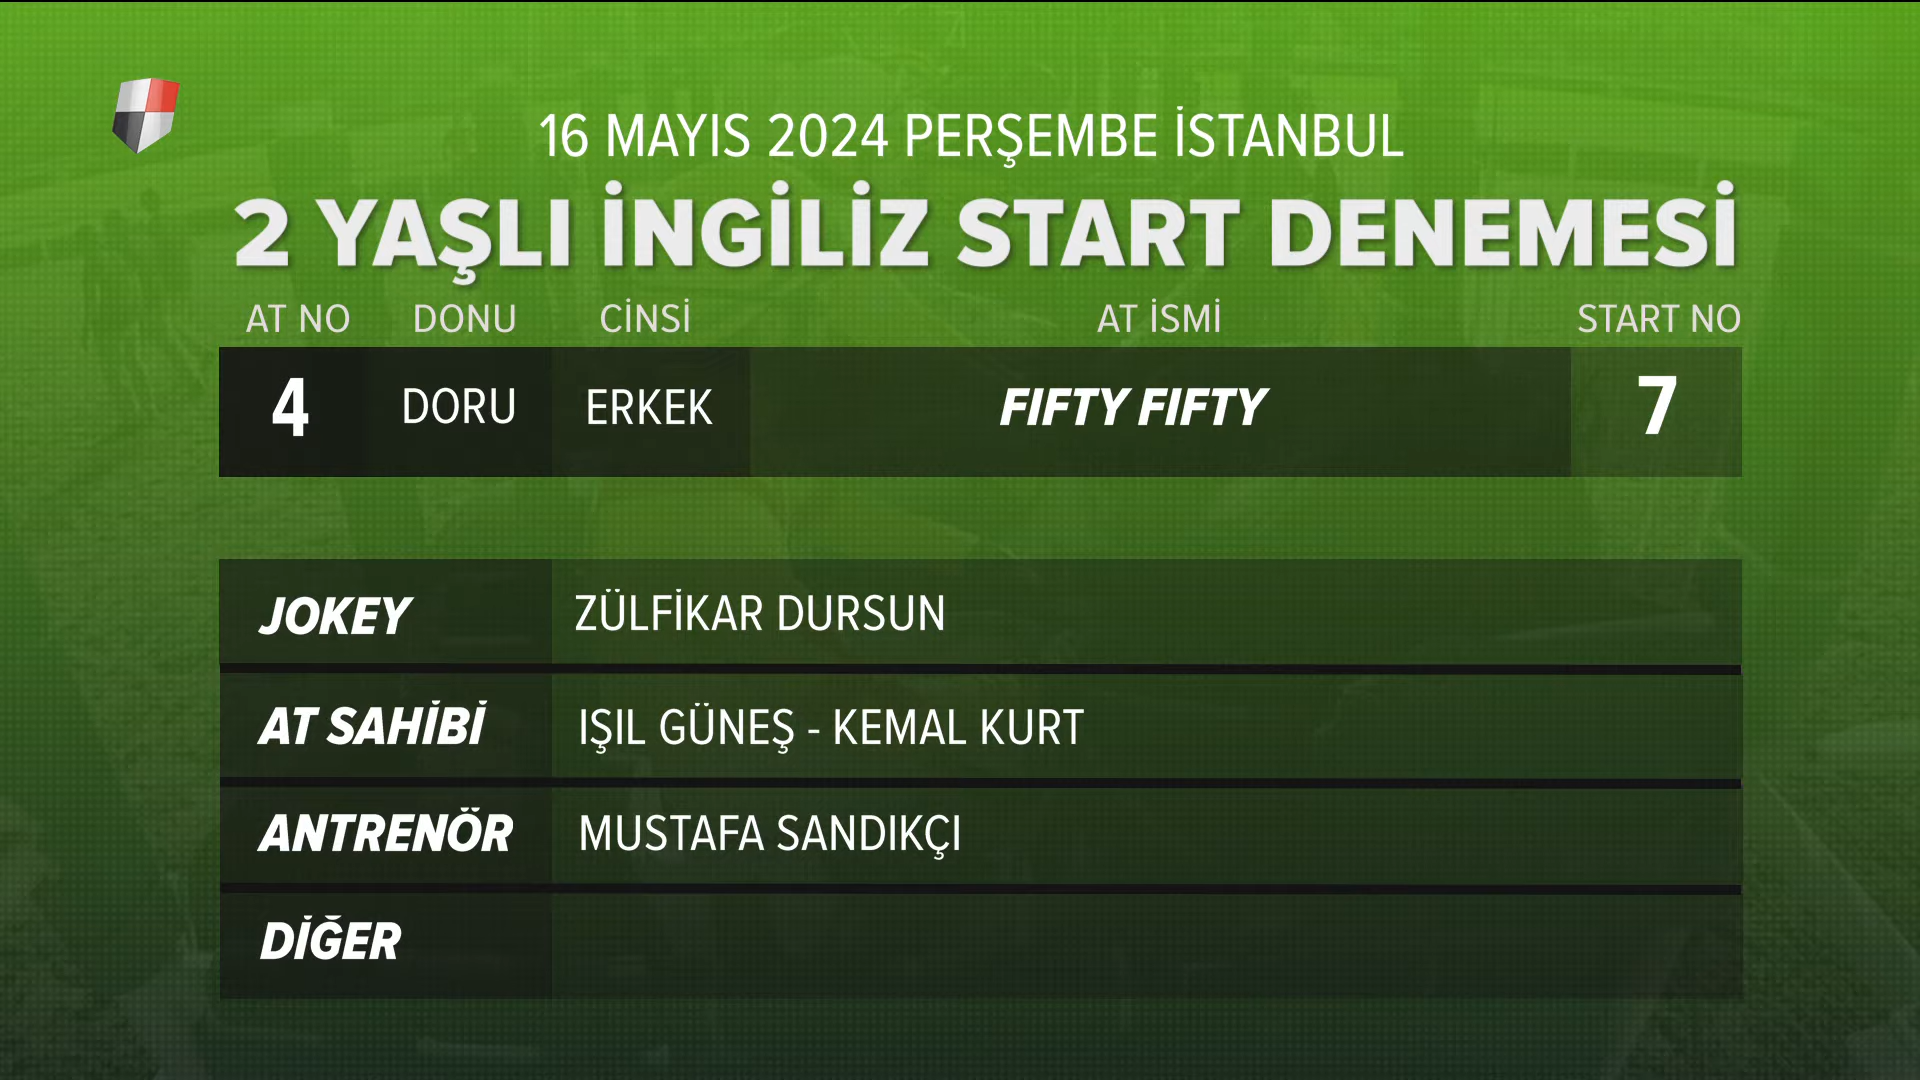 16 MAYIS 2024 PERŞEMBE İSTANBUL
2 YAŞLI İNGİLİZ START DENEMESİ
AT NO DONU CİNSİ AT İSMİ START NO
4 DORU ERKEK FIFTY FIFTY 7
JOKEY ZÜLFİKAR DURSUN
AT SAHİBİ IŞIL GÜNEŞ - KEMAL KURT
ANTRENÖR MUSTAFA SANDIKÇI
DİĞER